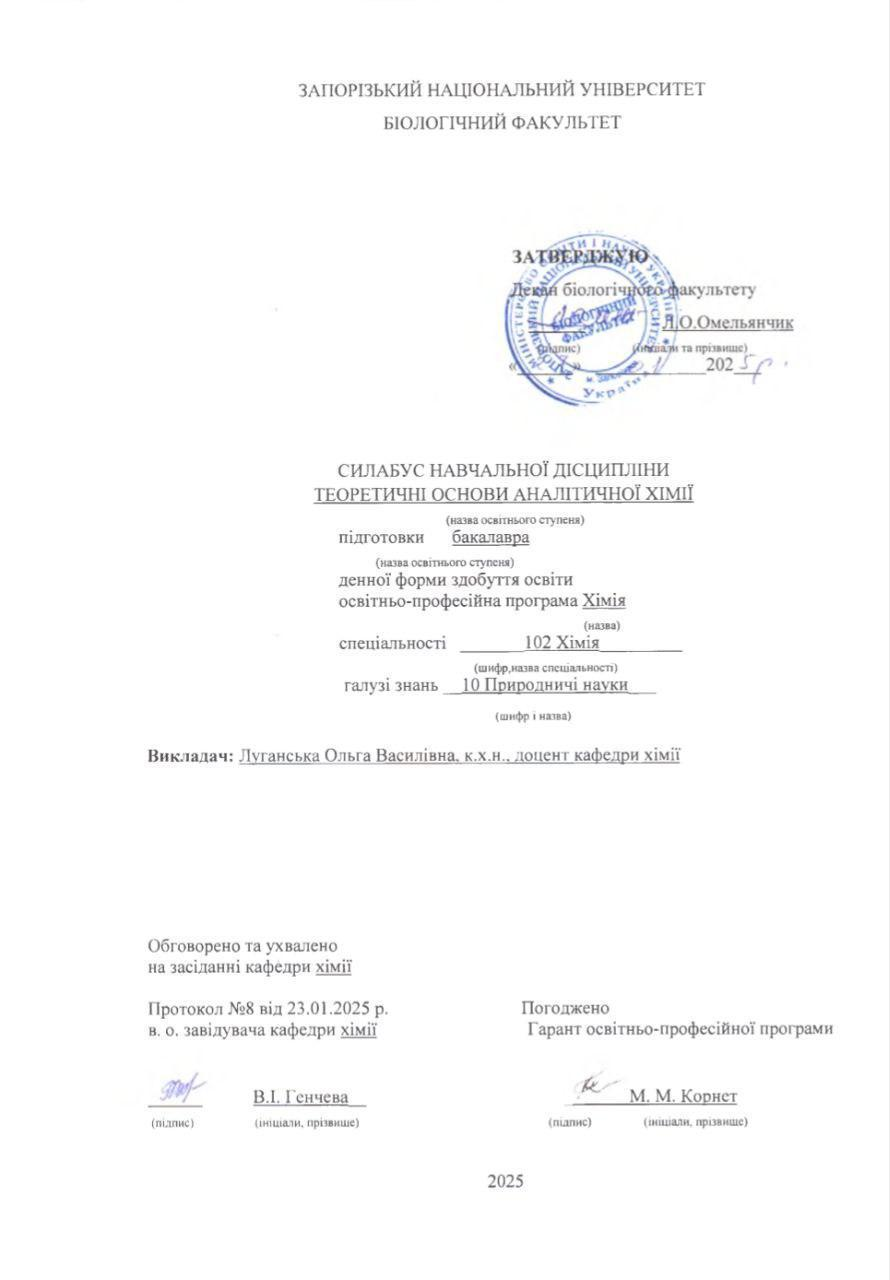 ЗАПОРІЗЬКИЙ НАЦІОНАЛЬНИЙ УНІВЕРСИТЕТ
БІОЛОГІЧНИЙ ФАКУЛЬТЕТ
ЗАТВЕРДЖУЮ
Декан біологічного факультету
Л.О.Омельянчик
(підпис) (ініціали та прізвище)
« » 2025 р.
БІОЛОГІЧНИЙ
ФАКУЛЬТЕТ
Україна
СИЛАБУС НАВЧАЛЬНОЇ ДІСЦИПЛІНИ
ТЕОРЕТИЧНІ ОСНОВИ АНАЛІТИЧНОЇ ХІМІЇ
(назва освітнього ступеня)
підготовки бакалавра
(назва освітнього ступеня)
денної форми здобуття освіти
освітньо-професійна програма Хімія
(назва)
спеціальності 102 Хімія
(шифр,назва спеціальності)
галузі знань 10 Природничі науки
(шифр і назва)
Викладач: Луганська Ольга Василівна, к.х.н., доцент кафедри хімії
Обговорено та ухвалено
на засіданні кафедри хімії
Протокол №8 від 23.01.2025 р.
в. о. завідувача кафедри хімії
Погоджено
Гарант освітньо-професійної програми
В.І. Генчева
(підпис) (ініціали, прізвище)
М. М. Корнет
(підпис) (ініціали, прізвище)
2025